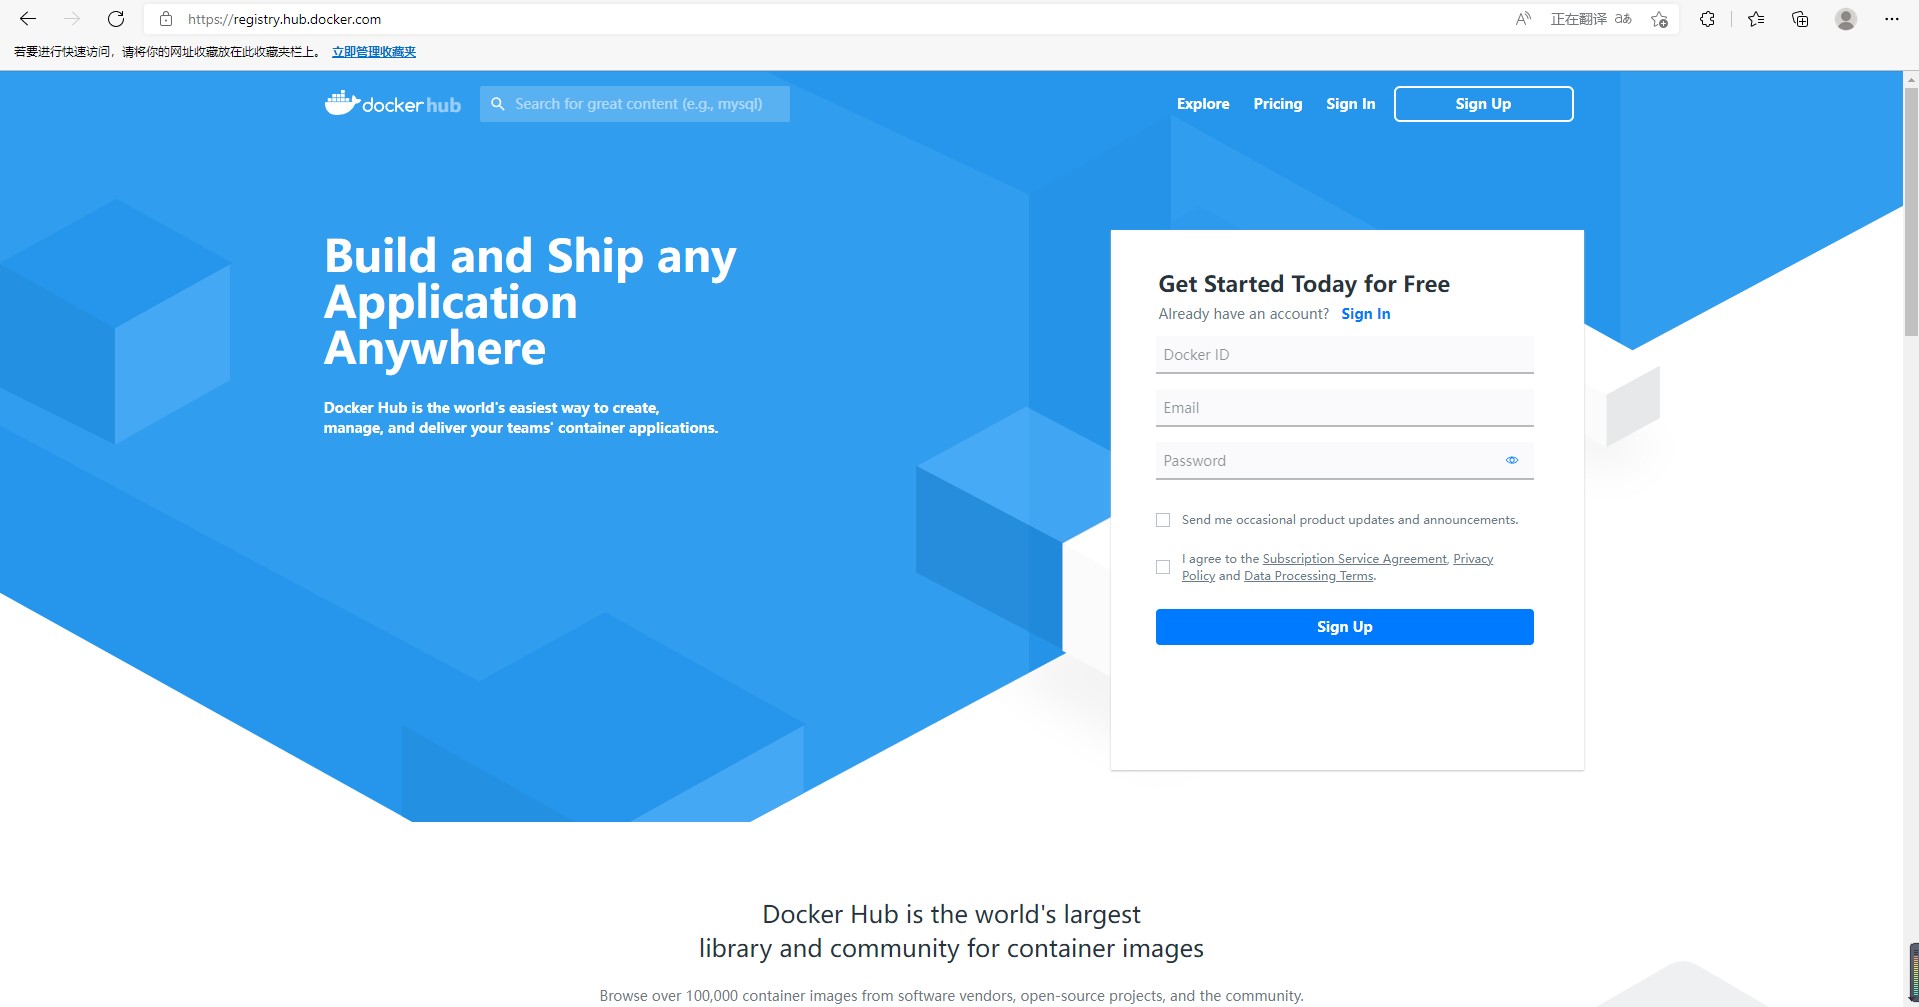 https://registry.hub.docker.com
正在翻译 aあ
若要进行快速访问，请将你的网址收藏放在此收藏夹栏上。 立即管理收藏夹
docker hub
Search for great content (e.g., mysql)
Explore
Pricing
Sign In
Sign Up
Build and Ship any
Application
Anywhere
Docker Hub is the world's easiest way to create,
manage, and deliver your teams' container applications.
Get Started Today for Free
Already have an account? Sign In
Docker ID
Email
Password
Send me occasional product updates and announcements.
I agree to the Subscription Service Agreement, Privacy
Policy and Data Processing Terms.
Sign Up
Docker Hub is the world's largest
library and community for container images
Browse over 100,000 container images from software vendors, open-source projects, and the community.